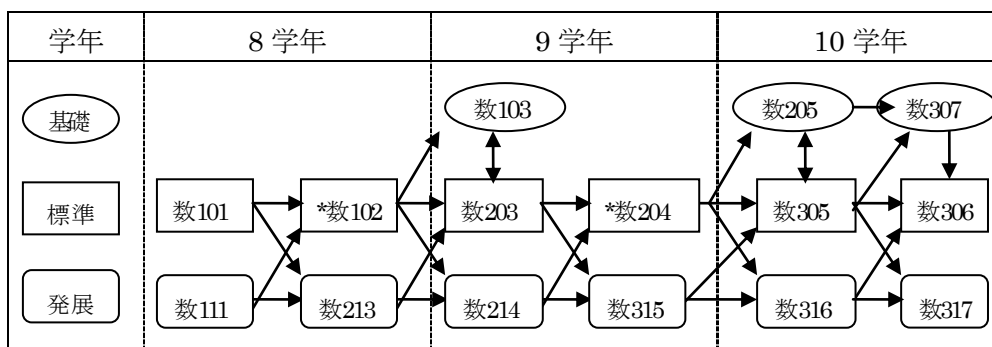 学年 8 学年 9 学年 10 学年
基礎 数103 数205 数307
標準 数101 *数102 数203 *数204 数305 数306
発展 数111 数213 数214 数315 数316 数317